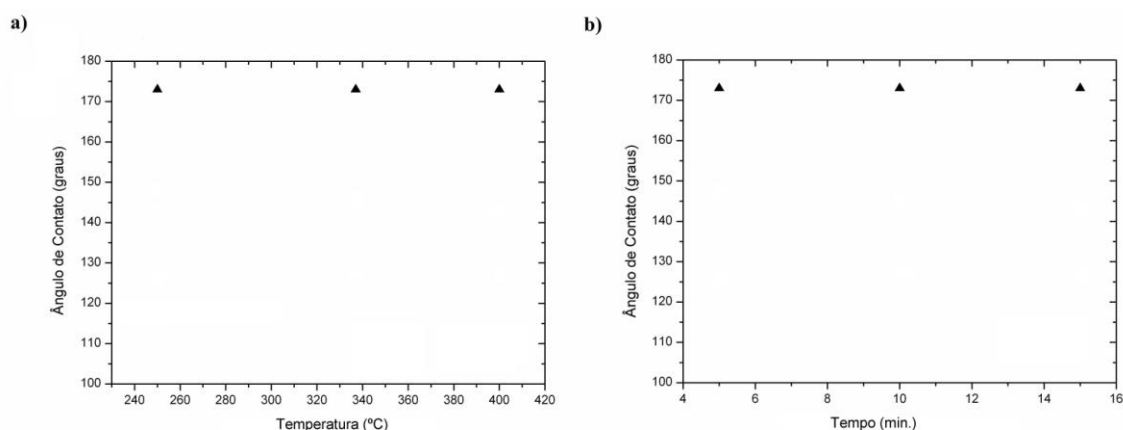 a)
180
170
160
150
140
130
120
110
100
Ângulo de Contato (graus)
240 260 280 300 320 340 360 380 400 420
Temperatura (ºC)
b)
180
170
160
150
140
130
120
110
100
Ângulo de Contato (graus)
4 6 8 10 12 14 16
Tempo (min.)